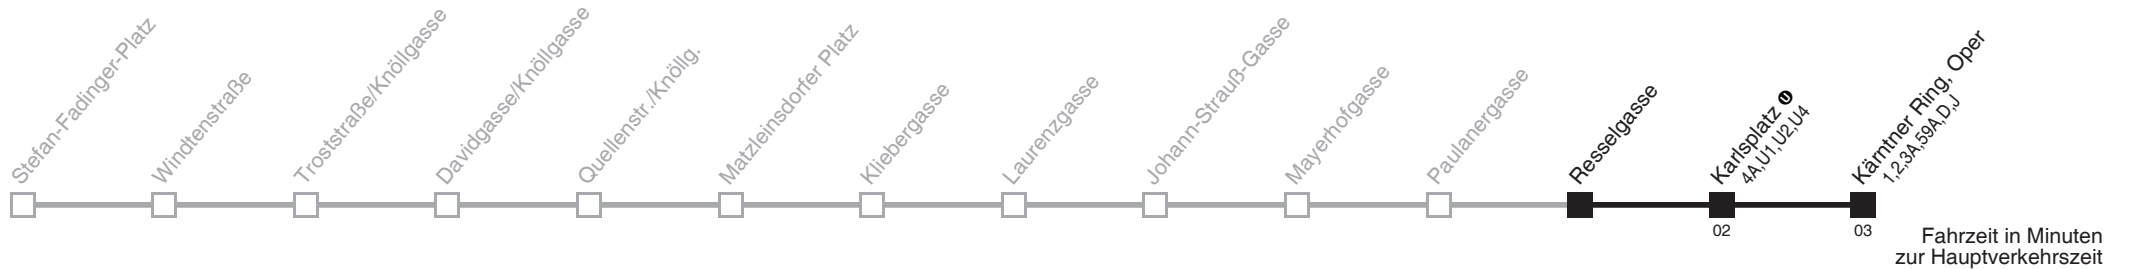 Stefan-Fadinger-Platz
Windtenstraße
Troststraße/Knöllgasse
Davidgasse/Knöllgasse
Quellenstr./Knöllg.
Matzleinsdorfer Platz
Kliebergasse
Laurenzgasse
Johann-Strauß-Gasse
Mayerhofgasse
Paulanergasse
Resselgasse
Karlsplatz U
4A,U1,U2,U4
Kärntner Ring, Oper
1,2,3A,59A,D,J
02
03
Fahrzeit in Minuten
zur Hauptverkehrszeit